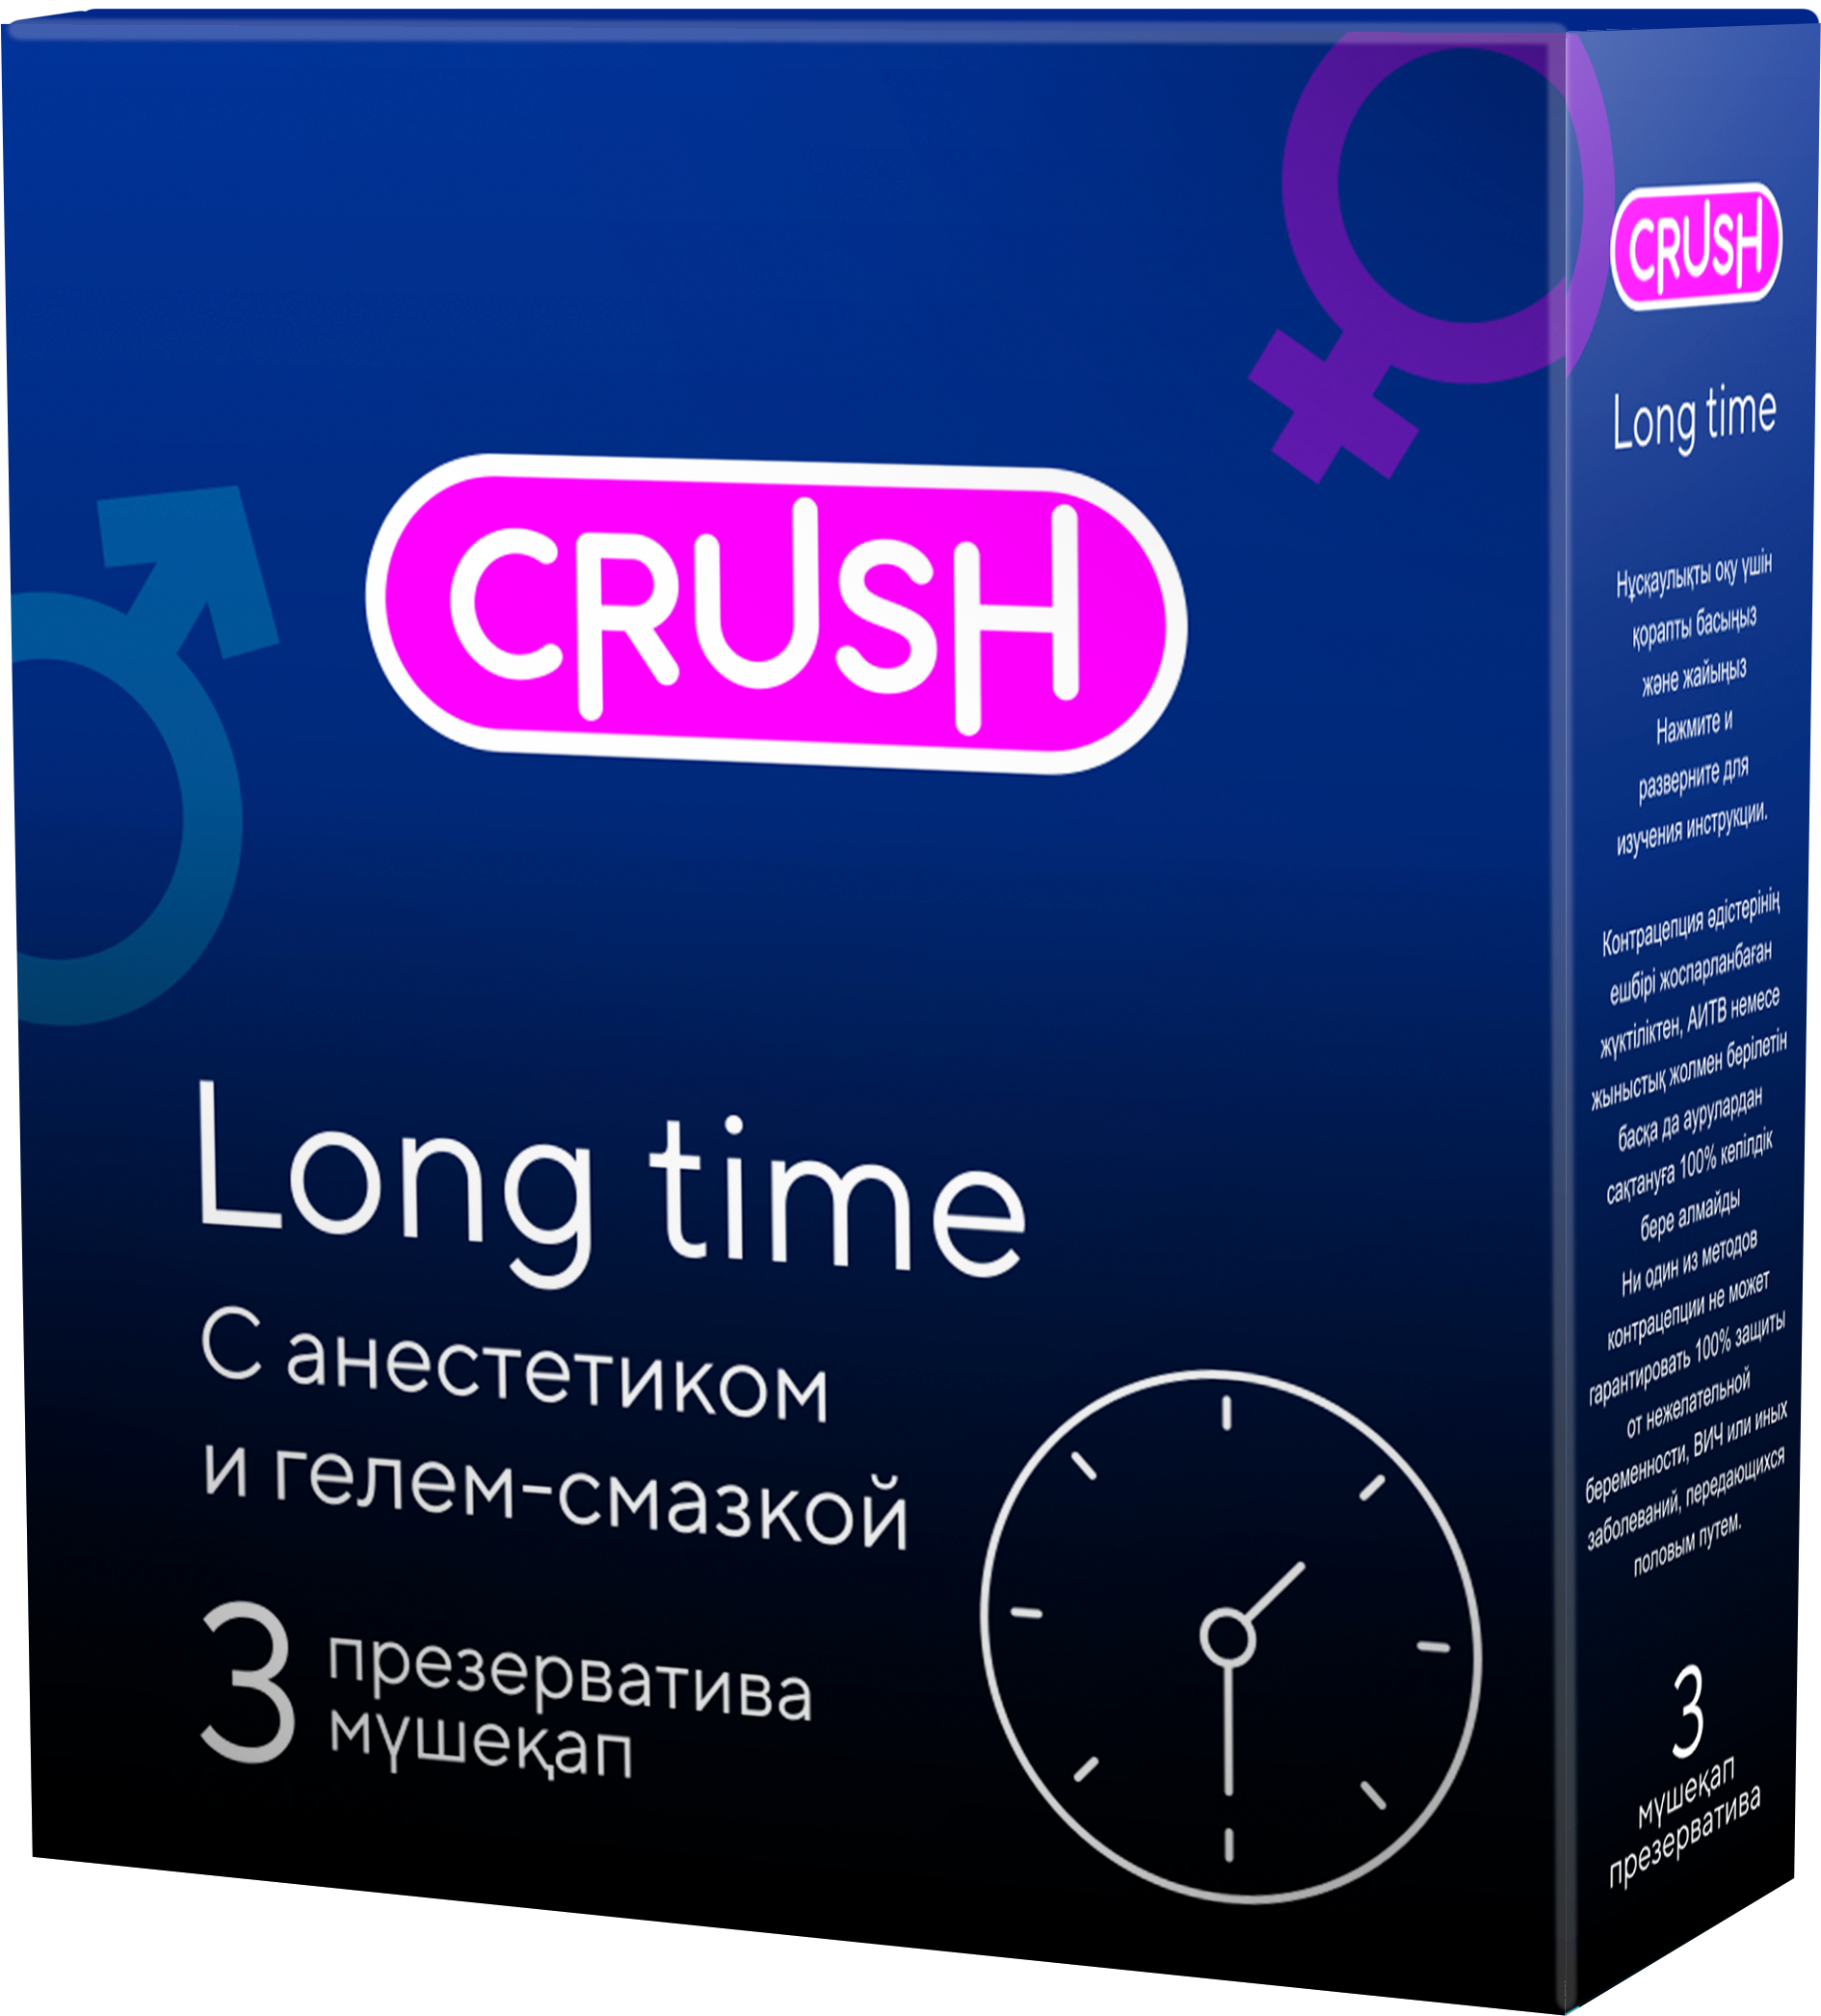 CRUSH
Long time
С анестетиком
и гелем-смазкой
3 презерватива
мүшеқап
CRUSH
Long time
Нұсқаулықты оқу үшін
қорапты басыңыз
және жайыңыз
Нажмите и
разверните для
изучения инструкции.
Контрацепция әдістерінің
ешбірі жоспарланбаған
жүктіліктен, АИТВ немесе
жыныстық жолмен берілетін
басқа да аурулардан
сақтануға 100% кепілдік
бере алмайды
Ни один из методов
контрацепции не может
гарантировать 100% защиты
от нежелательной
беременности, ВИЧ или иных
заболеваний, передающихся
половым путем.
3
мүшеқап
презерватива